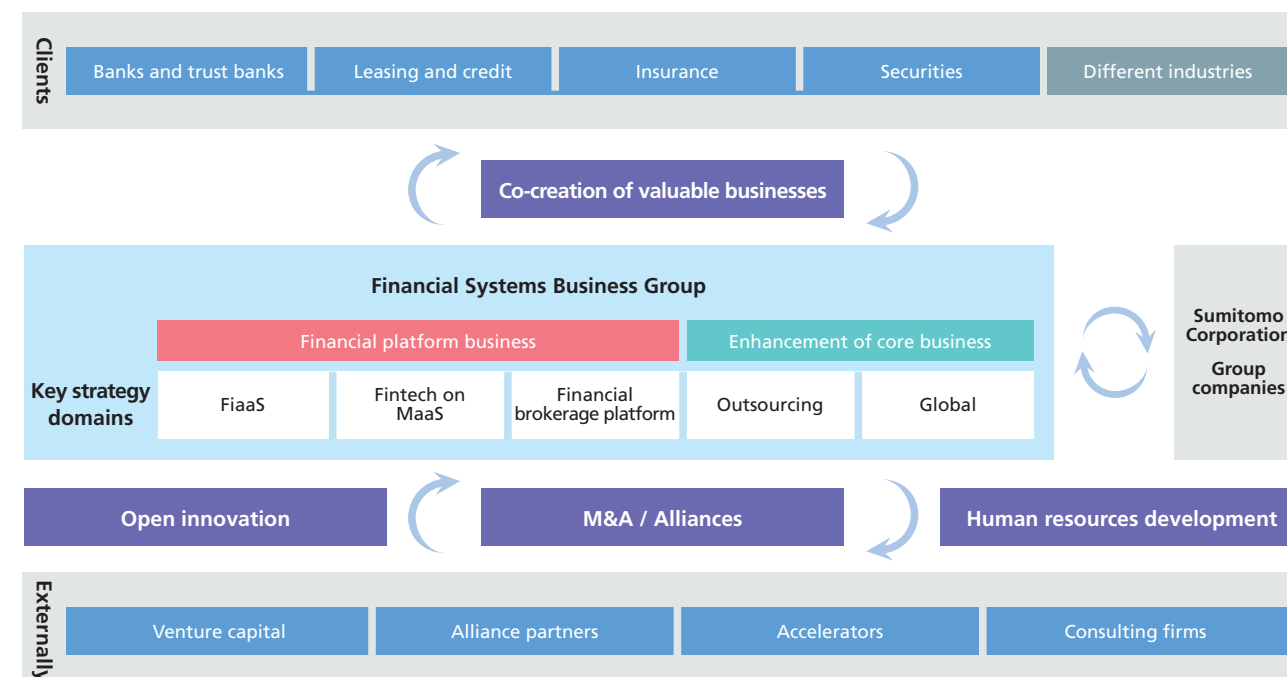 Clients
Banks and trust banks
Leasing and credit
Insurance
Securities
Different industries
Co-creation of valuable businesses
Financial Systems Business Group
Financial platform business
Enhancement of core business
Key strategy
domains
FiaaS
Fintech on
MaaS
Financial
brokerage platform
Outsourcing
Global
Sumitomo
Corporation
Group
companies
Open innovation
M&A / Alliances
Human resources development
Externally
Venture capital
Alliance partners
Accelerators
Consulting firms